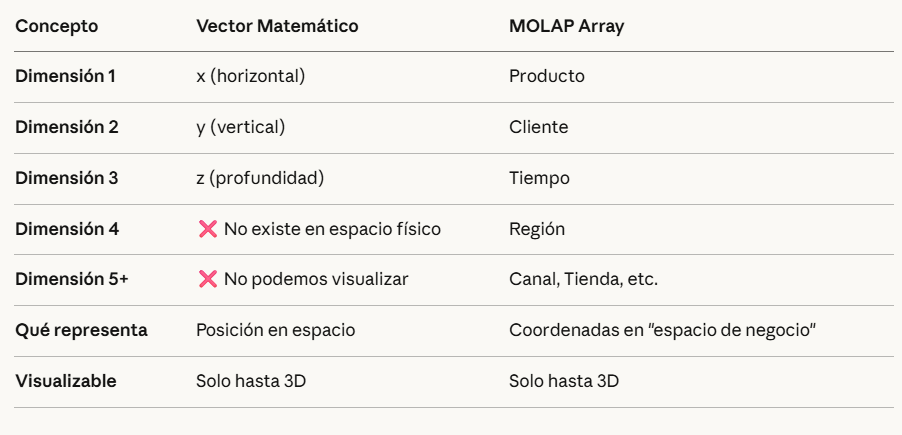 Concepto Vector Matemático MOLAP Array
Dimensión 1 x (horizontal) Producto
Dimensión 2 y (vertical) Cliente
Dimensión 3 z (profundidad) Tiempo
Dimensión 4 ❌ No existe en espacio físico Región
Dimensión 5+ ❌ No podemos visualizar Canal, Tienda, etc.
Qué representa Posición en espacio Coordenadas en "espacio de negocio"
Visualizable Solo hasta 3D Solo hasta 3D